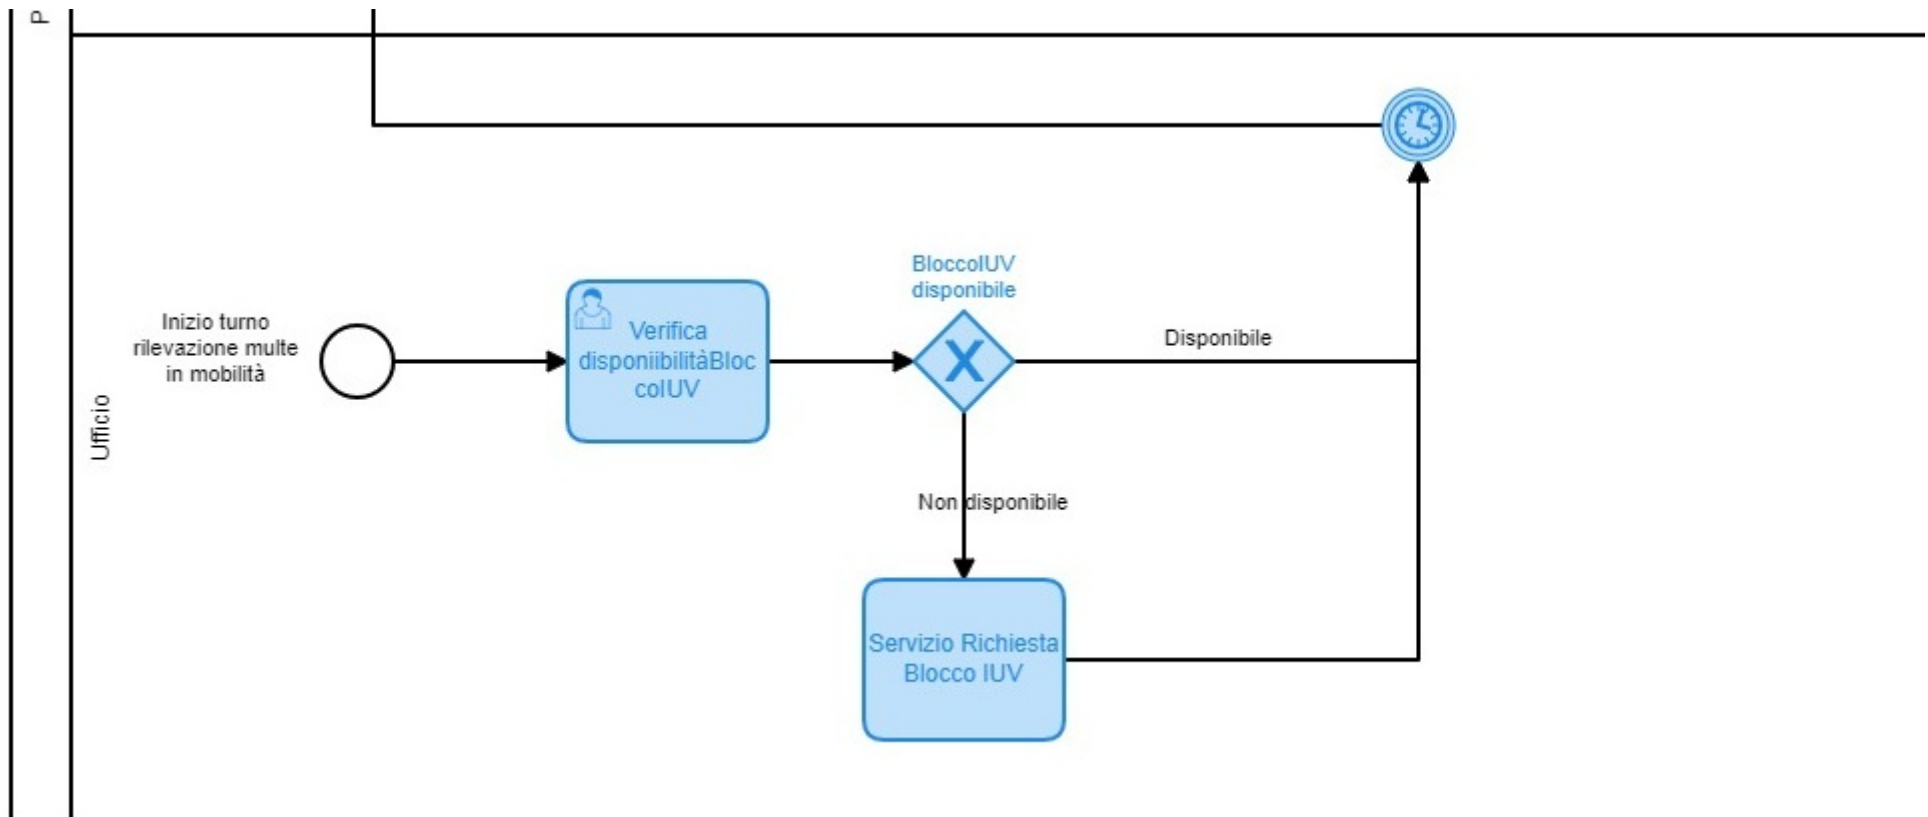 P
Ufficio
Inizio turno
rilevazione multe
in mobilità
Verifica
disponiibilitàBloc
coIUV
BloccoIUV
disponibile
Disponibile
Non disponibile
Servizio Richiesta
Blocco IUV